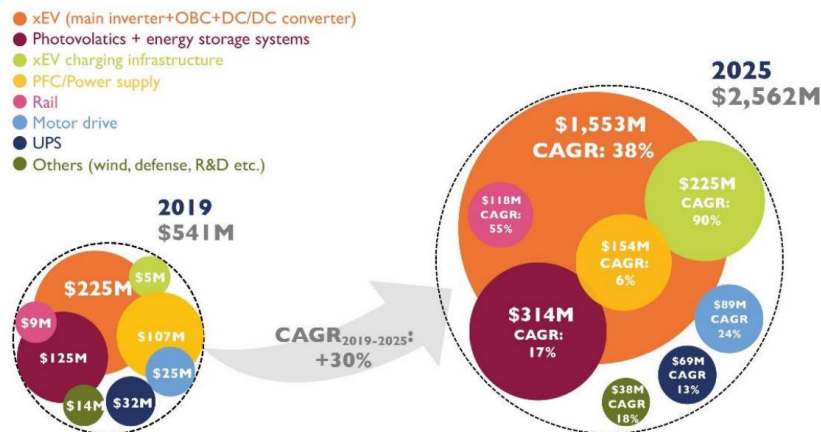 xEV (main inverter+OBC+DC/DC converter)
Photovolatics + energy storage systems
xEV charging infrastructure
PFC/Power supply
Rail
Motor drive
UPS
Others (wind, defense, R&D etc.)
2019
$541M
$225M
$5M
$9M
$107M
$125M
$25M
$14M
$32M
CAGR2019-2025:
+30%
2025
$2,562M
$1,553M
CAGR: 38%
$225M
CAGR:
90%
$118M
CAGR:
55%
$154M
CAGR:
6%
$314M
CAGR:
17%
$89M
CAGR
24%
$69M
CAGR
13%
$38M
CAGR
18%